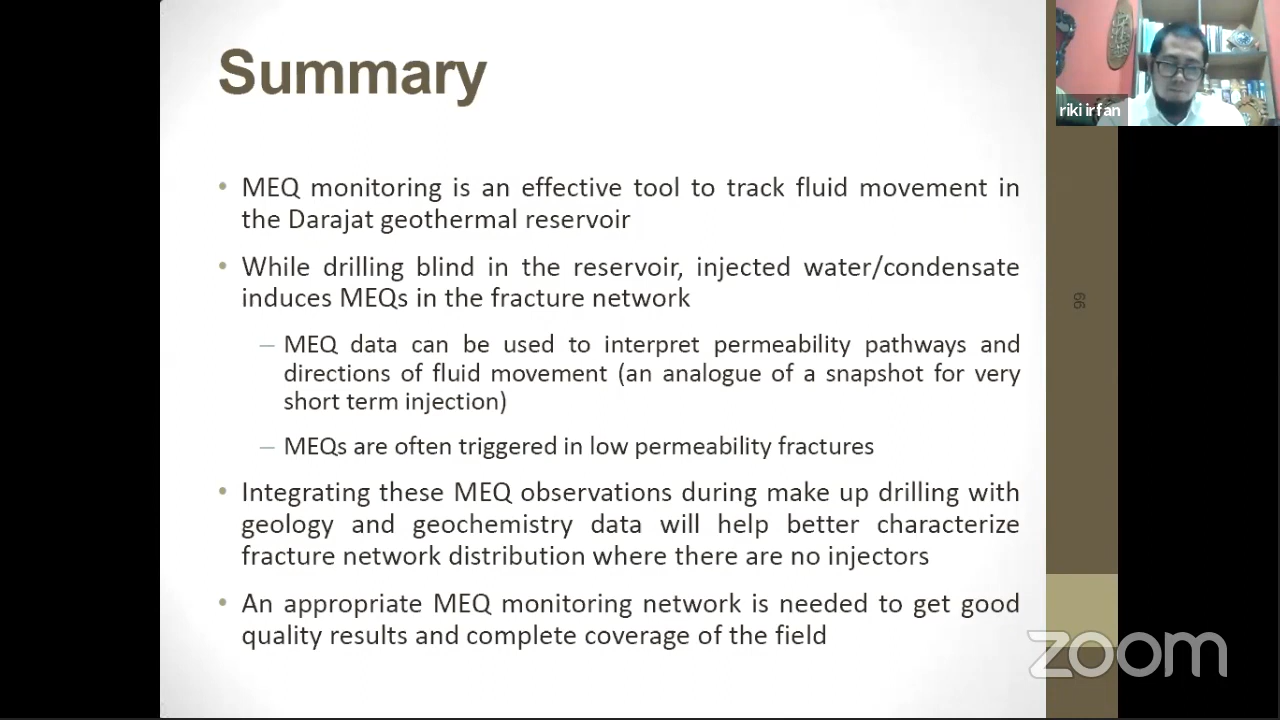 Summary
riki irfan
• MEQ monitoring is an effective tool to track fluid movement in
the Darajat geothermal reservoir
• While drilling blind in the reservoir, injected water/condensate
induces MEQs in the fracture network
– MEQ data can be used to interpret permeability pathways and
directions of fluid movement (an analogue of a snapshot for very
short term injection)
– MEQs are often triggered in low permeability fractures
• Integrating these MEQ observations during make up drilling with
geology and geochemistry data will help better characterize
fracture network distribution where there are no injectors
• An appropriate MEQ monitoring network is needed to get good
quality results and complete coverage of the field
66
zoom